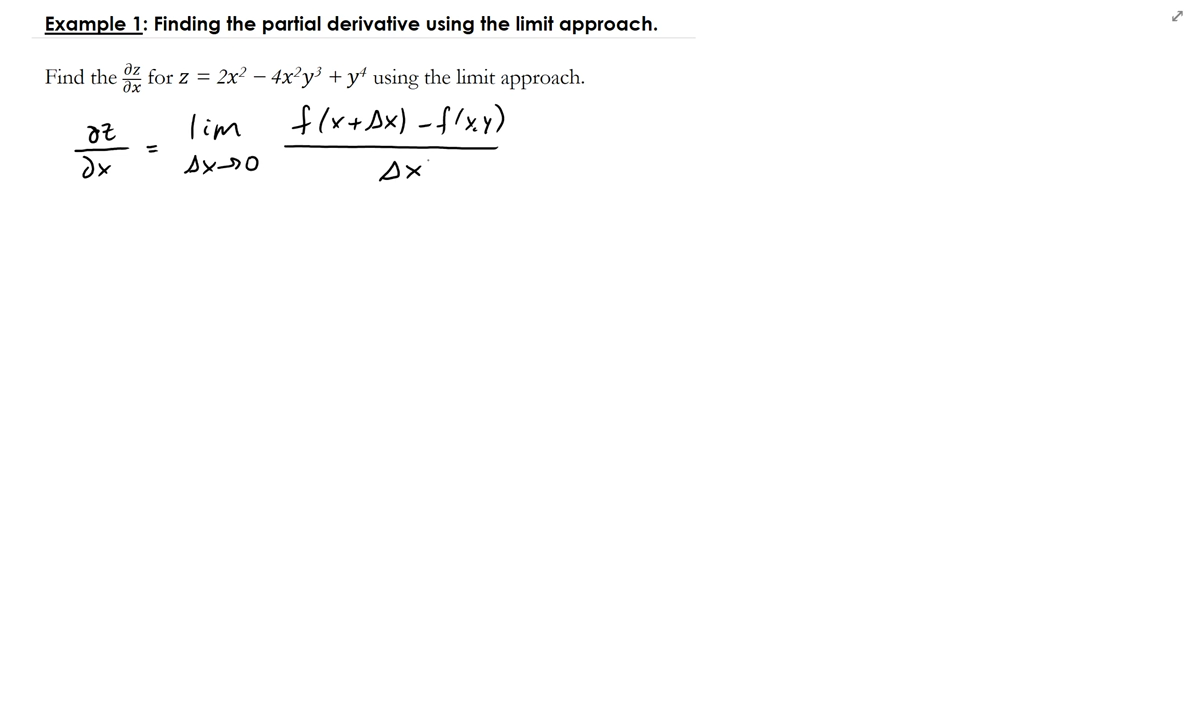 Example 1: Finding the partial derivative using the limit approach.
Find the ∂z/∂x for z = 2x² – 4x²y³ + y⁴ using the limit approach.
∂z/∂x = lim Δx→0 f(x+Δx) – f(x,y) / Δx